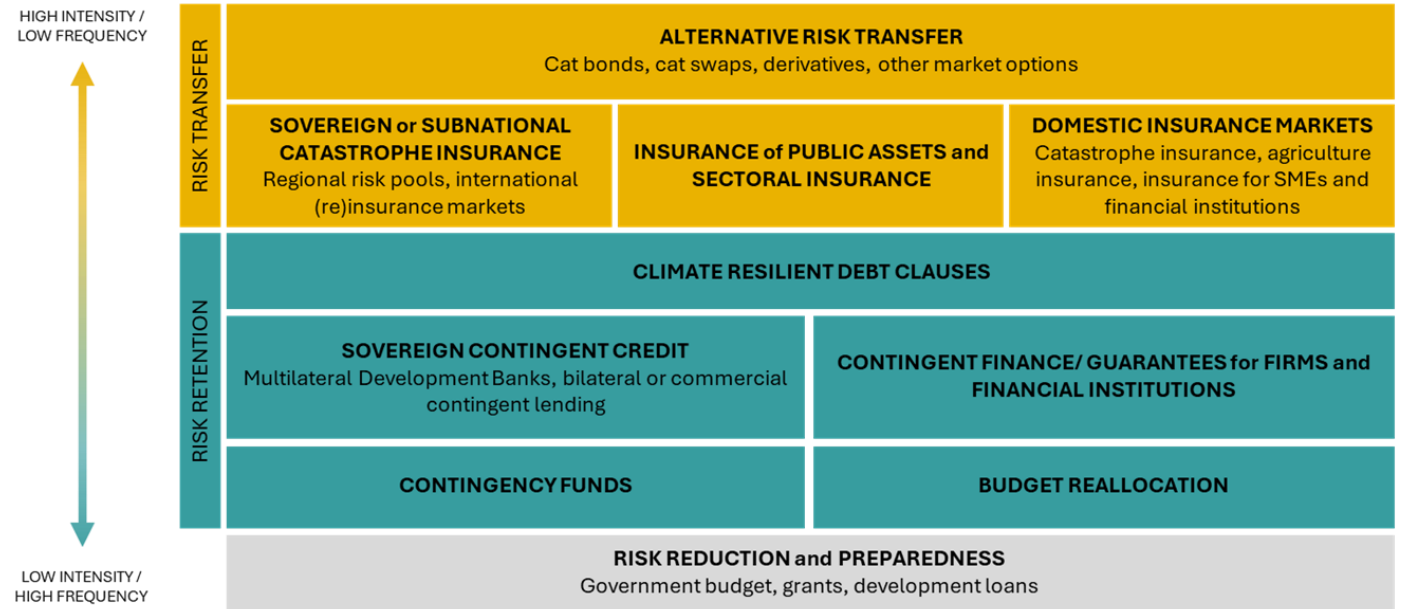 HIGH INTENSITY /
LOW FREQUENCY
RISK TRANSFER
ALTERNATIVE RISK TRANSFER
Cat bonds, cat swaps, derivatives, other market options
SOVEREIGN or SUBNATIONAL
CATASTROPHE INSURANCE
Regional risk pools, international
(re)insurance markets
INSURANCE of PUBLIC ASSETS and
SECTORAL INSURANCE
DOMESTIC INSURANCE MARKETS
Catastrophe insurance, agriculture
insurance, insurance for SMEs and
financial institutions
RISK RETENTION
CLIMATE RESILIENT DEBT CLAUSES
SOVEREIGN CONTINGENT CREDIT
Multilateral Development Banks, bilateral or commercial
contingent lending
CONTINGENT FINANCE/ GUARANTEES for FIRMS and
FINANCIAL INSTITUTIONS
CONTINGENCY FUNDS
BUDGET REALLOCATION
RISK REDUCTION and PREPAREDNESS
Government budget, grants, development loans
LOW INTENSITY /
HIGH FREQUENCY